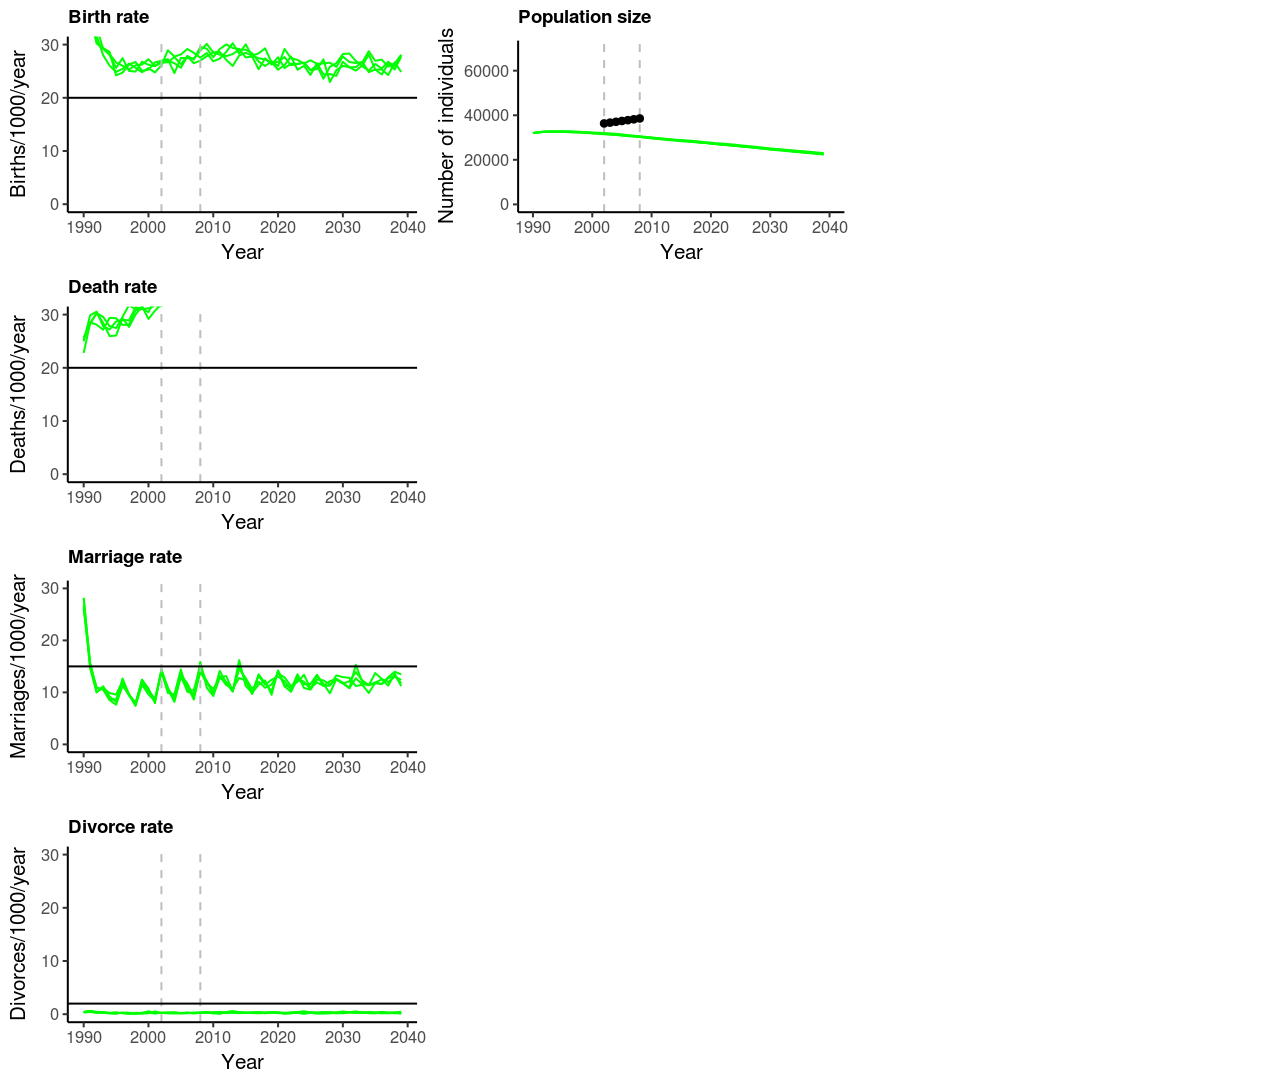 Birth rate
Births/1000/year
30
20
10
0
1990 2000 2010 2020 2030 2040
Year
Population size
Number of individuals
60000
40000
20000
0
1990 2000 2010 2020 2030 2040
Year
Death rate
Deaths/1000/year
30
20
10
0
1990 2000 2010 2020 2030 2040
Year
Marriage rate
Marriages/1000/year
30
20
10
0
1990 2000 2010 2020 2030 2040
Year
Divorce rate
Divorces/1000/year
30
20
10
0
1990 2000 2010 2020 2030 2040
Year